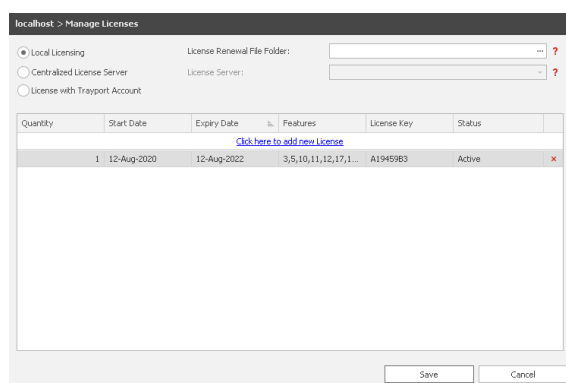 localhost > Manage Licenses
Local Licensing License Renewal File Folder: ... ?
Centralized License Server License Server: ?
License with Trayport Account
Quantity Start Date Expiry Date Features License Key Status
Click here to add new License
1 12-Aug-2020 12-Aug-2022 3,5,10,11,12,17,1... A19459B3 Active ×
Save Cancel